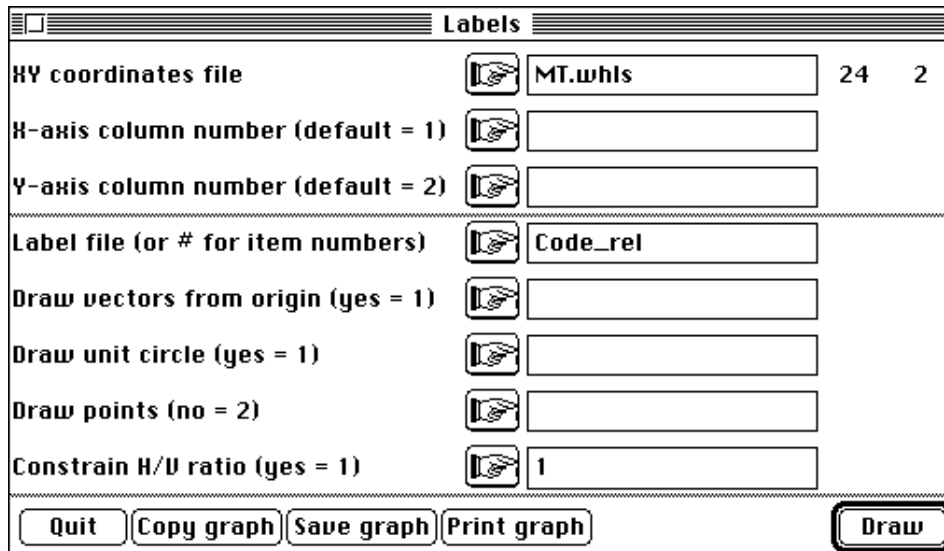 Labels
XY coordinates file MT.whls 24 2
X-axis column number (default = 1)
Y-axis column number (default = 2)
Label file (or # for item numbers) Code_rel
Draw vectors from origin (yes = 1)
Draw unit circle (yes = 1)
Draw points (no = 2)
Constrain H/V ratio (yes = 1) 1
Quit Copy graph Save graph Print graph Draw